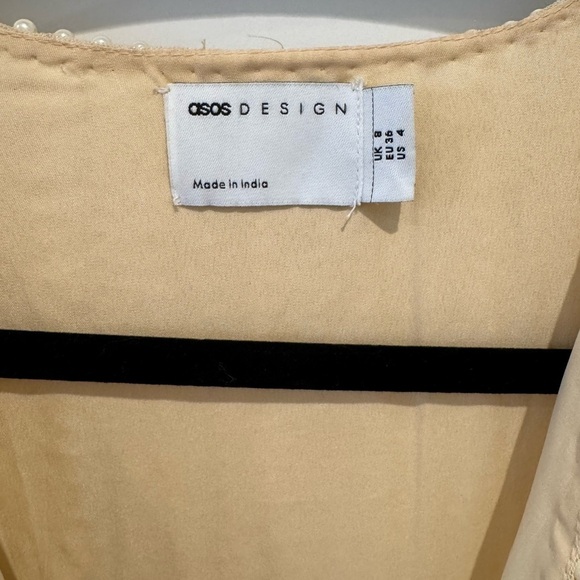 asos DESIGN
Made in India
UK 8
EU 36
US 4